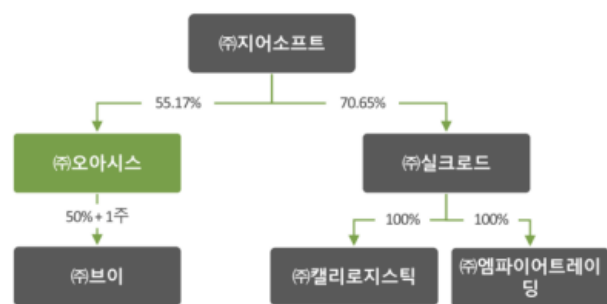 ㈜지어소프트
55.17%
70.65%
㈜오아시스
㈜실크로드
50% + 1주
100%
100%
㈜브이
㈜캘리로지스틱
㈜엠파이어트레이
딩